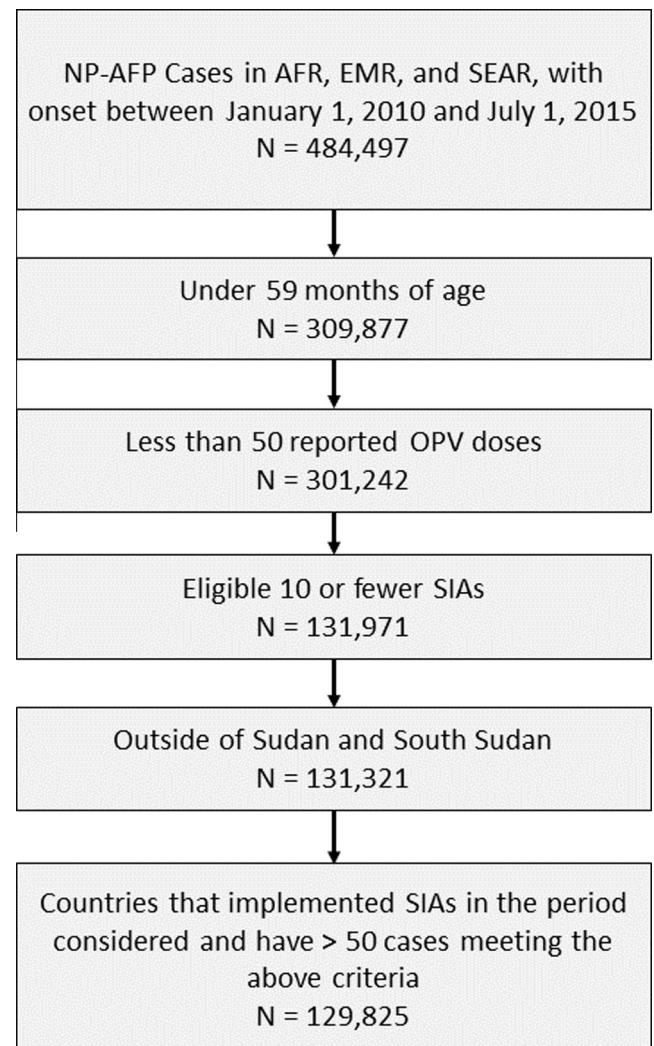 NP-AFP Cases in AFR, EMR, and SEAR, with
onset between January 1, 2010 and July 1, 2015
N = 484,497
Under 59 months of age
N = 309,877
Less than 50 reported OPV doses
N = 301,242
Eligible 10 or fewer SIAs
N = 131,971
Outside of Sudan and South Sudan
N = 131,321
Countries that implemented SIAs in the period
considered and have > 50 cases meeting the
above criteria
N = 129,825